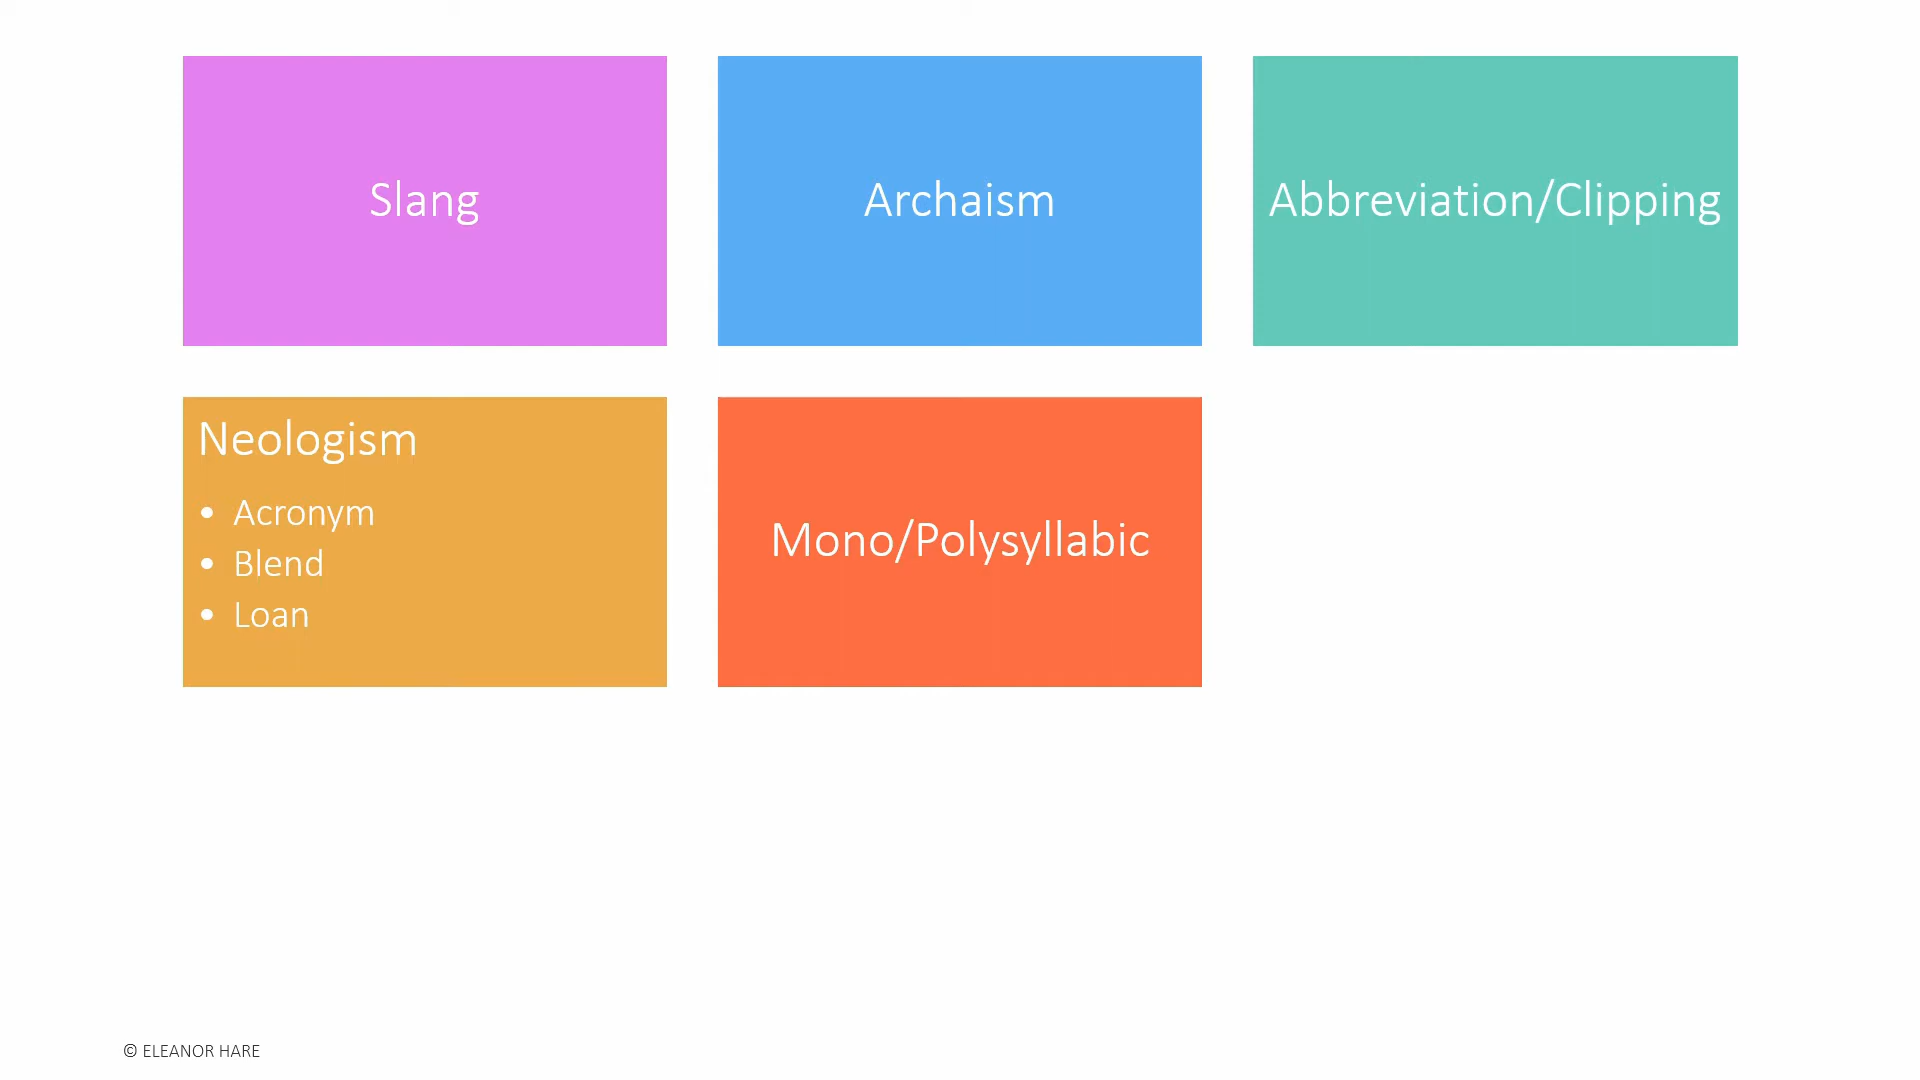 Slang
Archaism
Abbreviation/Clipping
Neologism
• Acronym
• Blend
• Loan
Mono/Polysyllabic
© ELEANOR HARE